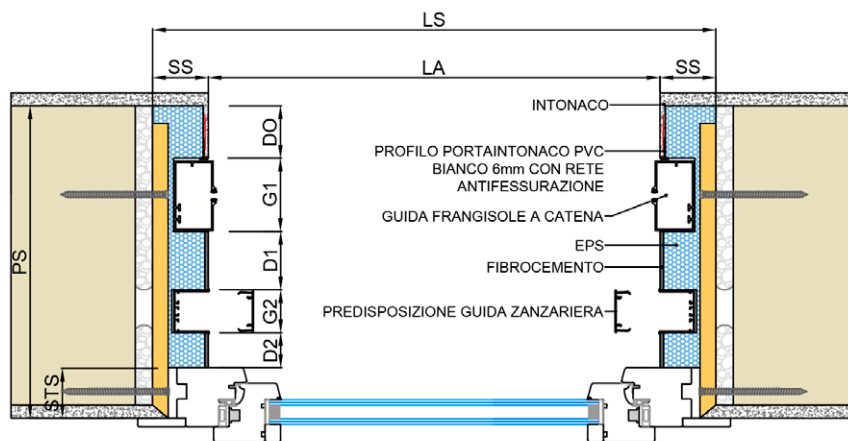 LS
SS
LA
SS
INTONACO
DO
PROFILO PORTAINTONACO PVC
BIANCO 6mm CON RETE
ANTIFESSURAZIONE
G1
GUIDA FRANGISOLE A CATENA
EPS
D1
FIBROCEMENTO
PS
G2
PREDISPOSIZIONE GUIDA ZANZARIERA
D2
STS